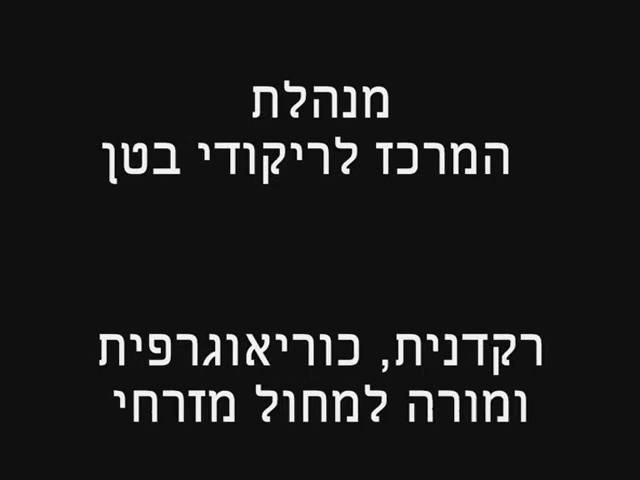 מנהלת
המרכז לריקודי בטן
רקדנית, כוריאוגרפית
ומורה למחול מזרחי